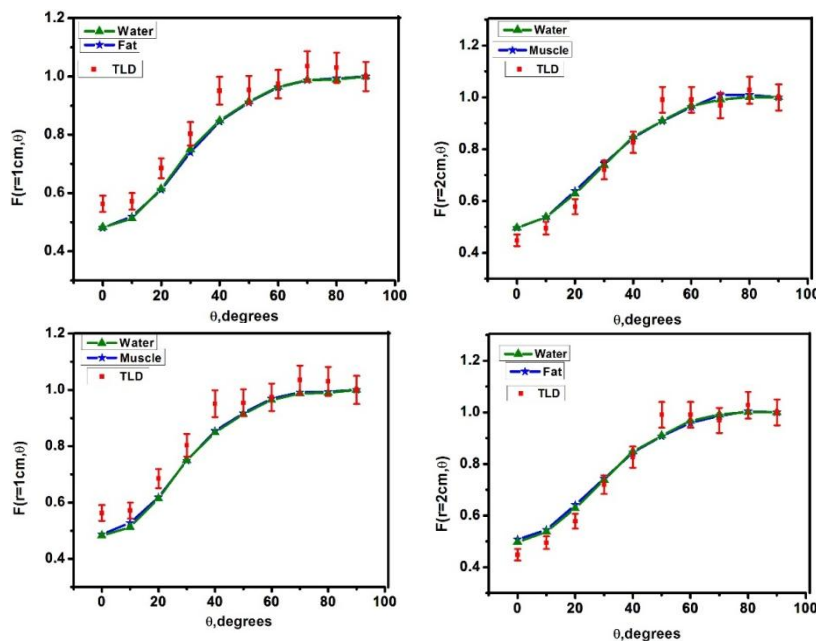 Water
Fat
TLD
F(r=1cm,θ)
1.2
1.0
0.8
0.6
0.4
0 20 40 60 80 100
θ,degrees
Water
Muscle
TLD
F(r=2cm,θ)
1.2
1.0
0.8
0.6
0.4
0 20 40 60 80 100
θ,degrees
Water
Muscle
TLD
F(r=1cm,θ)
1.2
1.0
0.8
0.6
0.4
0 20 40 60 80 100
θ,degrees
Water
Fat
TLD
F(r=2cm,θ)
1.2
1.0
0.8
0.6
0.4
0 20 40 60 80 100
θ,degrees